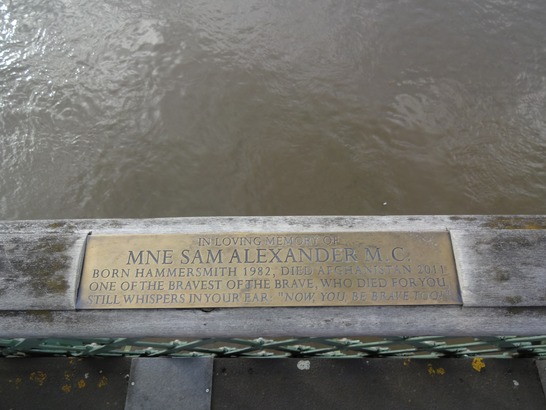 IN LOVING MEMORY OF
MNE SAM ALEXANDER M.C.
BORN HAMMERSMITH 1982, DIED AFGHANISTAN 2011
ONE OF THE BRAVEST OF THE BRAVE, WHO DIED FOR YOU,
STILL WHISPERS IN YOUR EAR "NOW, YOU, BE BRAVE TOO"